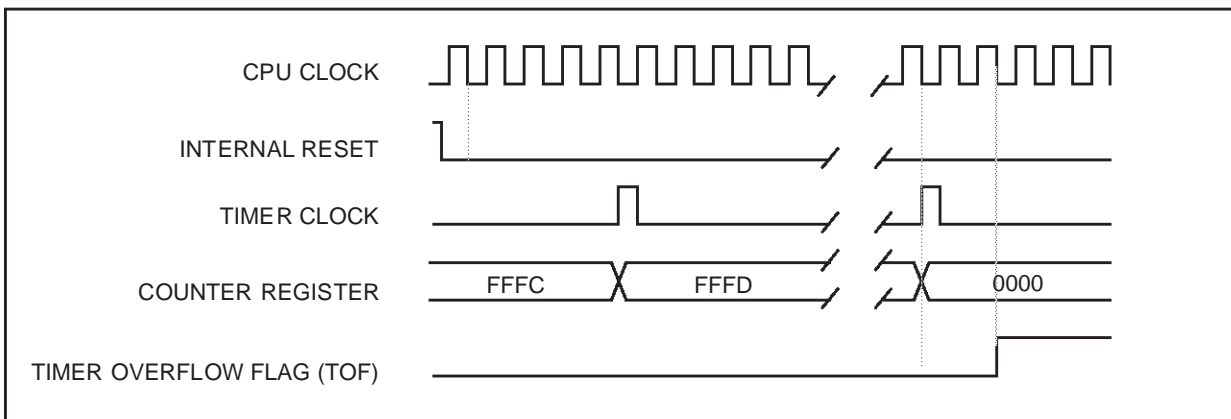 CPU CLOCK
INTERNAL RESET
TIMER CLOCK
COUNTER REGISTER
FFFC
FFFD
0000
TIMER OVERFLOW FLAG (TOF)